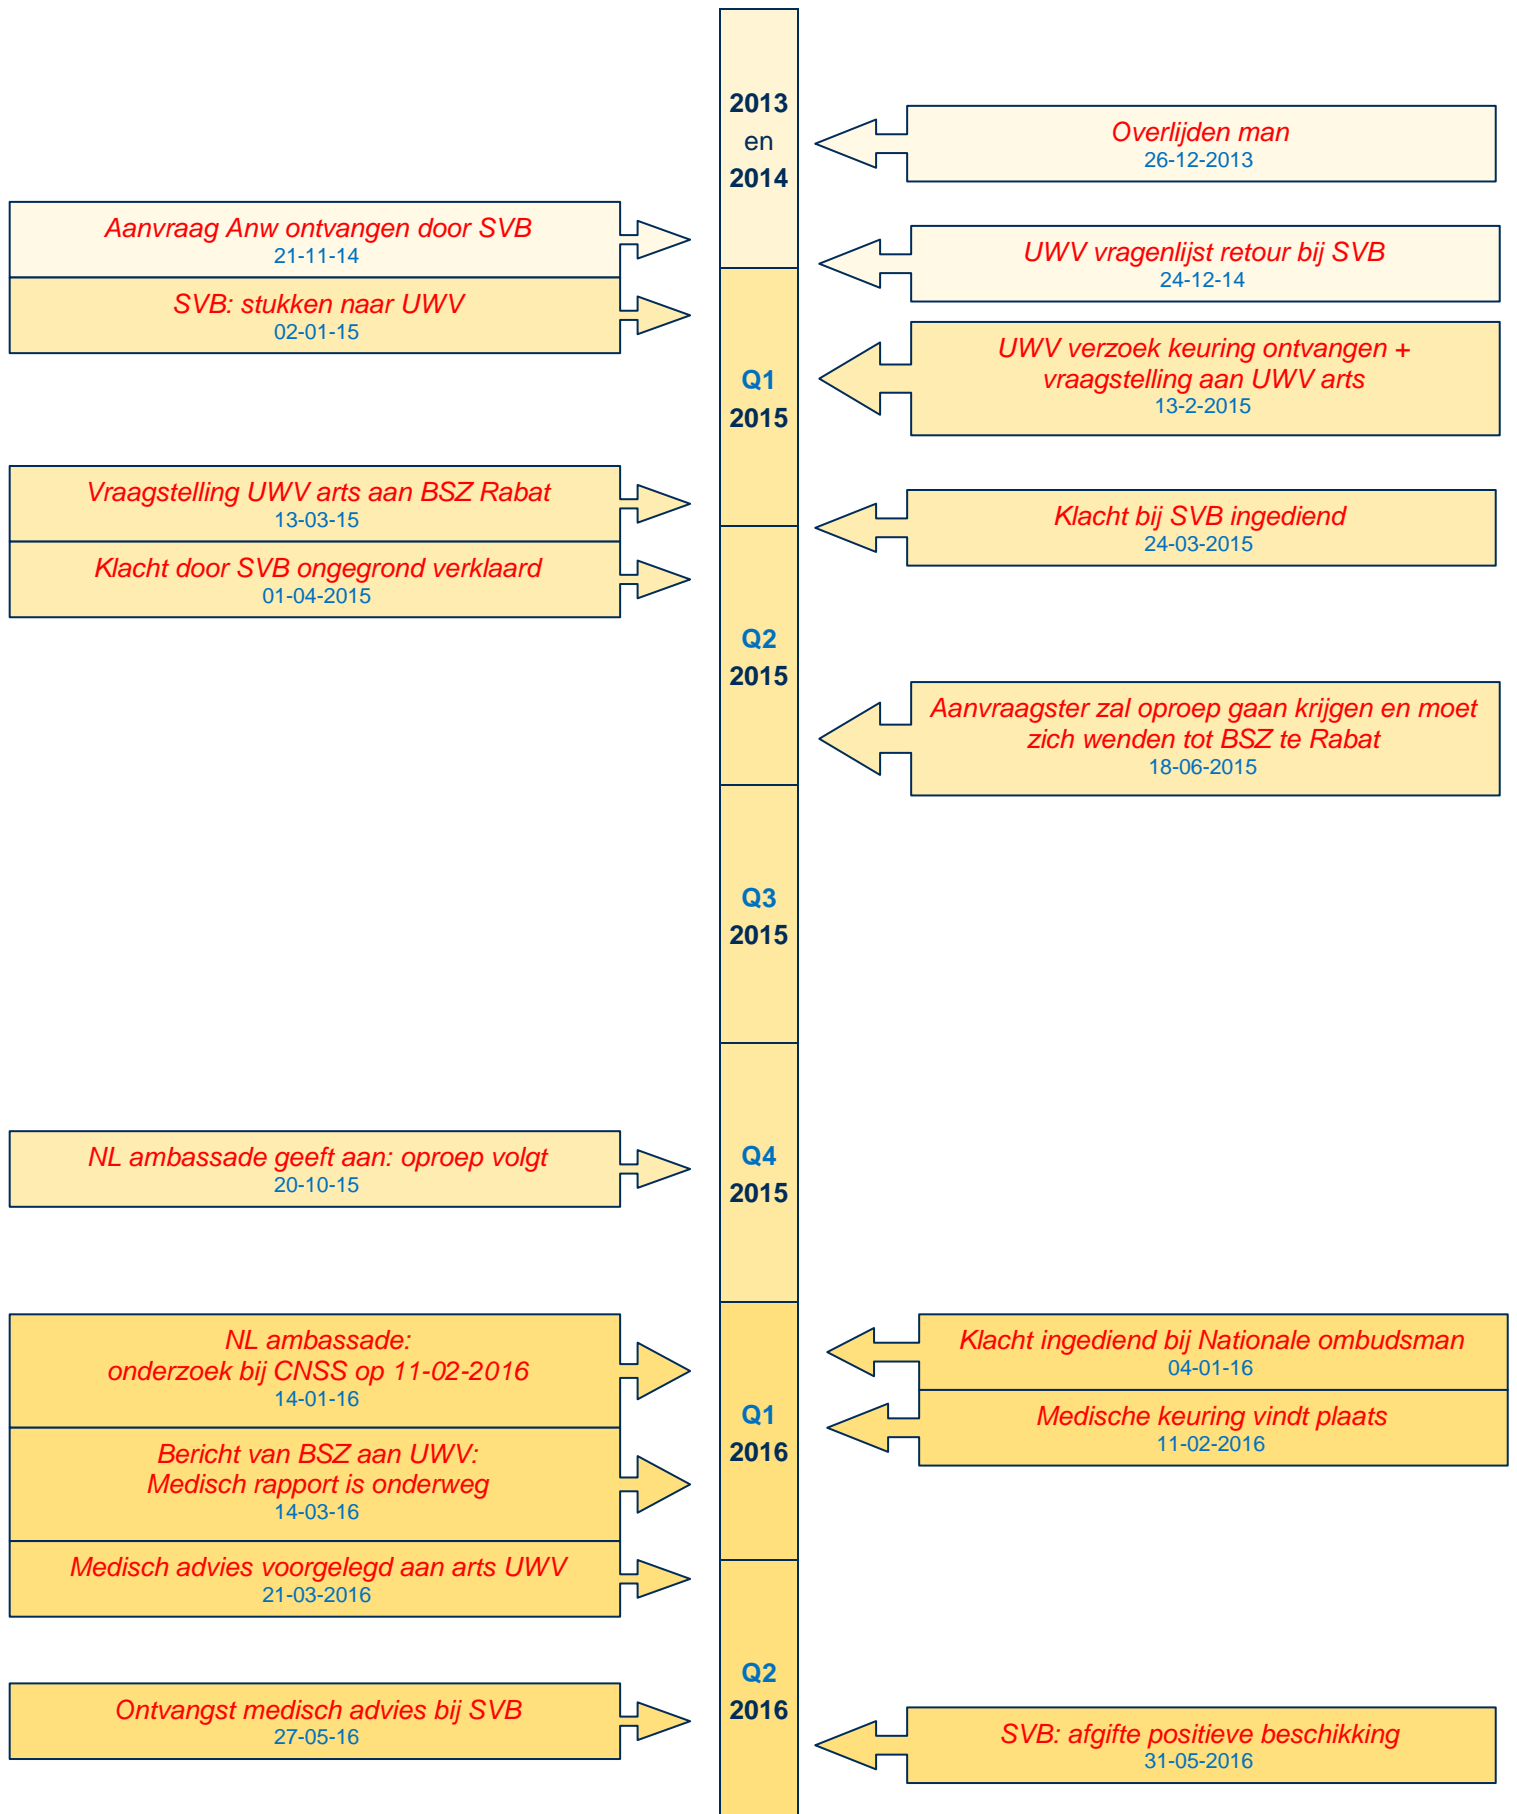 2013
en
2014
Overlijden man
26-12-2013
Aanvraag Anw ontvangen door SVB
21-11-14
UWV vragenlijst retour bij SVB
24-12-14
SVB: stukken naar UWV
02-01-15
Q1
2015
UWV verzoek keuring ontvangen +
vraagstelling aan UWV arts
13-2-2015
Vraagstelling UWV arts aan BSZ Rabat
13-03-15
Klacht bij SVB ingediend
24-03-2015
Klacht door SVB ongegrond verklaard
01-04-2015
Q2
2015
Aanvraagster zal oproep gaan krijgen en moet
zich wenden tot BSZ te Rabat
18-06-2015
Q3
2015
Q4
2015
NL ambassade geeft aan: oproep volgt
20-10-15
Klacht ingediend bij Nationale ombudsman
04-01-16
NL ambassade:
onderzoek bij CNSS op 11-02-2016
14-01-16
Q1
2016
Medische keuring vindt plaats
11-02-2016
Bericht van BSZ aan UWV:
Medisch rapport is onderweg
14-03-16
Medisch advies voorgelegd aan arts UWV
21-03-2016
Q2
2016
Ontvangst medisch advies bij SVB
27-05-16
SVB: afgifte positieve beschikking
31-05-2016